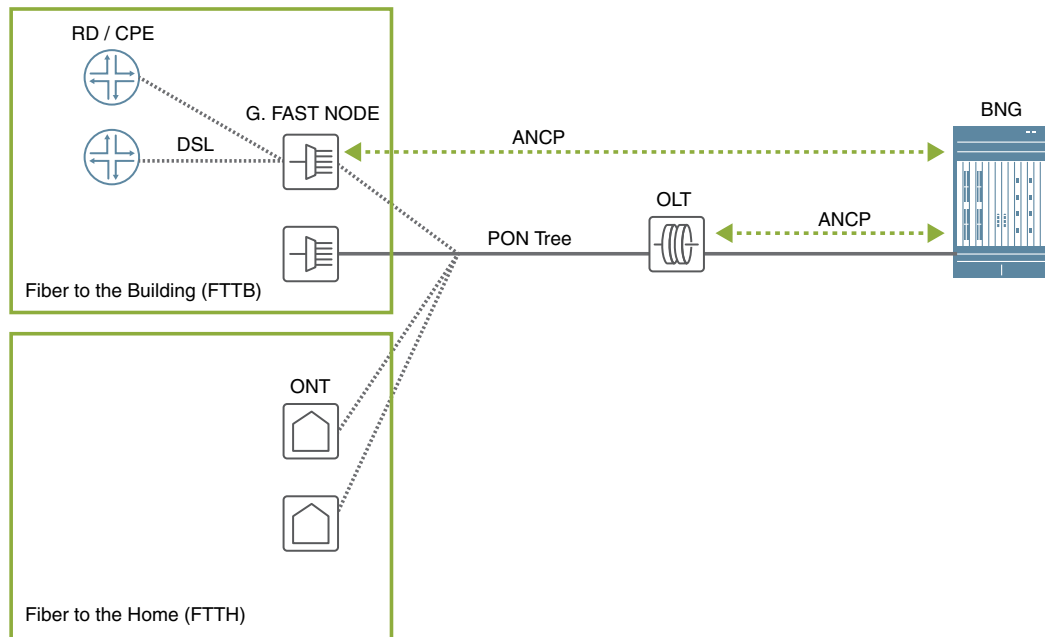 RD / CPE
G. FAST NODE
BNG
DSL
ANCP
OLT
ANCP
PON Tree
Fiber to the Building (FTTB)
ONT
Fiber to the Home (FTTH)